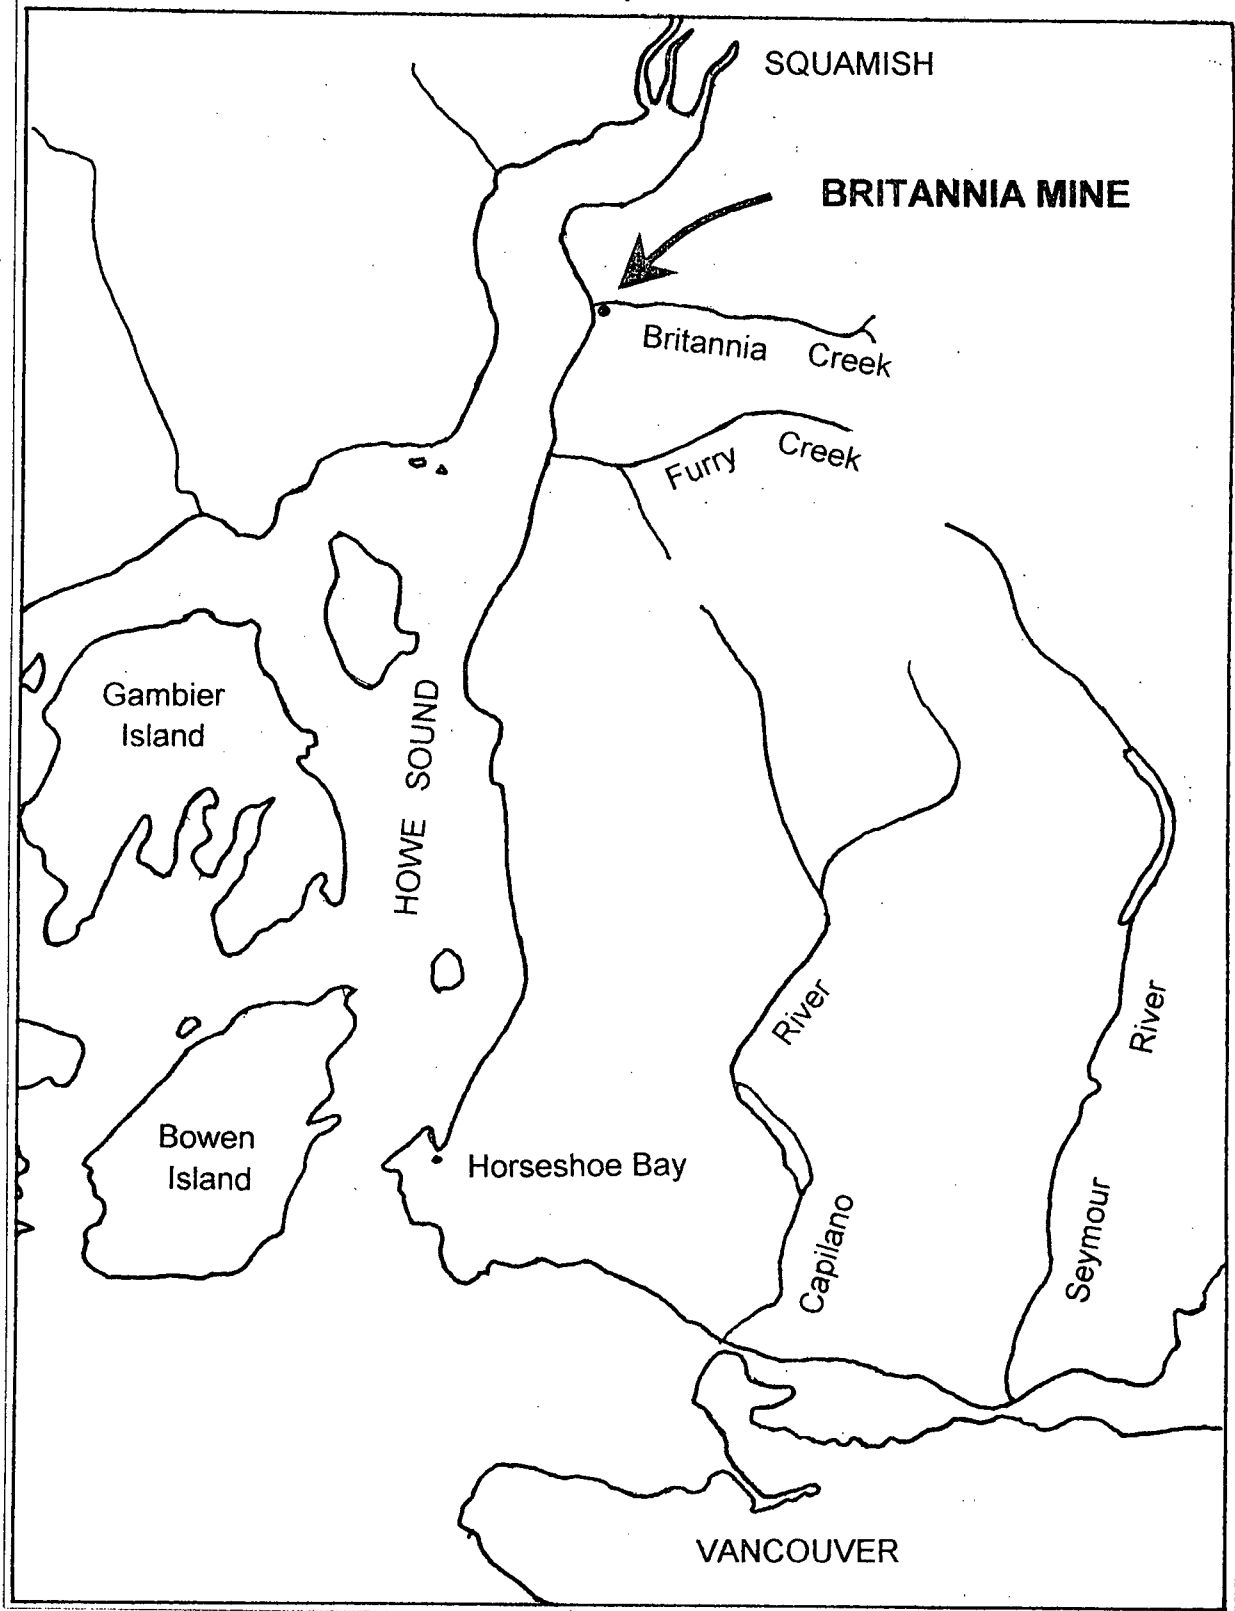 SQUAMISH
BRITANNIA MINE
Britannia Creek
Furry Creek
Gambier
Island
HOWE SOUND
River
River
Bowen
Island
Horseshoe Bay
Capilano
Seymour
VANCOUVER